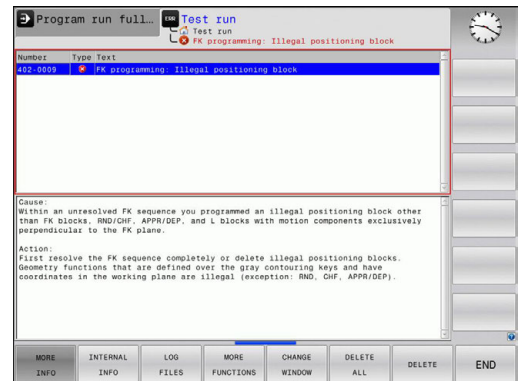 Program run full...
ERR Test run
Test run
FK programming: Illegal positioning block
Number Type Text
402-0009 FK programming: Illegal positioning block
Cause:
Within an unresolved FK sequence you programmed an illegal positioning block other
than FK blocks, RND/CHF, APPR/DEP, and L blocks with motion components exclusively
perpendicular to the FK plane.
Action:
First resolve the FK sequence completely or delete illegal positioning blocks.
Geometry functions that are defined over the gray contouring keys and have
coordinates in the working plane are illegal (exception: RND, CHF, APPR/DEP).
MORE INFO
INTERNAL INFO
LOG FILES
MORE FUNCTIONS
CHANGE WINDOW
DELETE ALL
DELETE
END